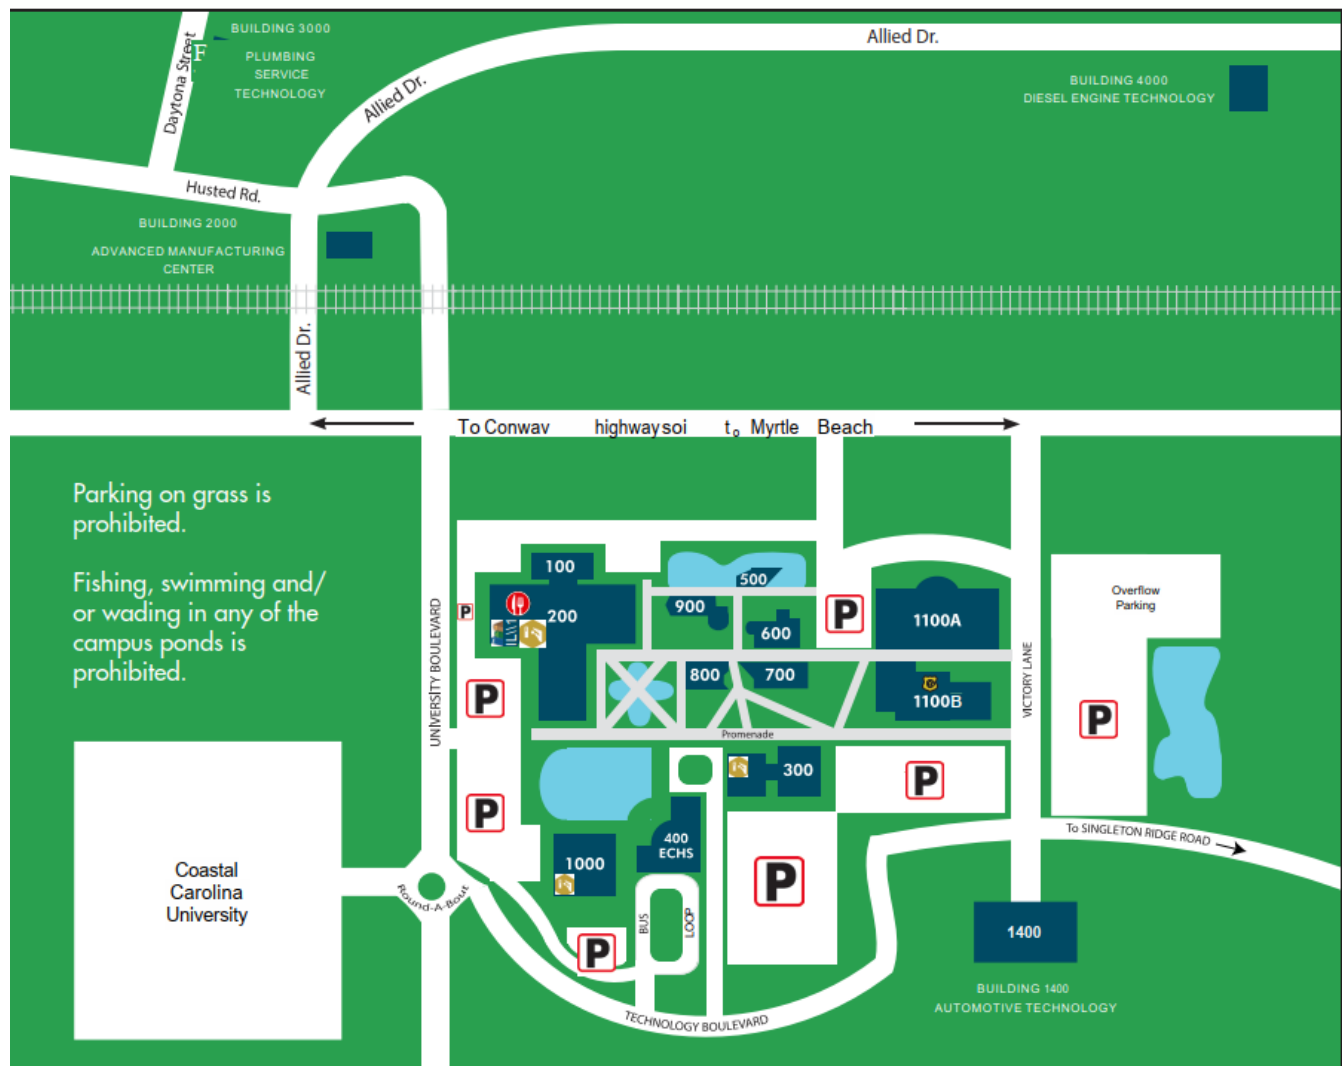 Allied Dr.
BUILDING 3000
PLUMBING
SERVICE
TECHNOLOGY
F
Daytona Street
Allied Dr.
BUILDING 4000
DIESEL ENGINE TECHNOLOGY
Husted Rd.
BUILDING 2000
ADVANCED MANUFACTURING
CENTER
Allied Dr.
To Conwav highwaysoi to Myrtle Beach
Parking on grass is
prohibited.
Fishing, swimming and/
or wading in any of the
campus ponds is
prohibited.
UNIVERSITY BOULEVARD
100
200
P
500
900
600
P
1100A
Overflow
Parking
800
700
1100B
VICTORY LANE
P
P
Promenade
300
P
P
400
ECHS
1000
P
To SINGLETON RIDGE ROAD
Coastal
Carolina
University
Round-A-Bout
BUS
LOOP
P
1400
BUILDING 1400
AUTOMOTIVE TECHNOLOGY
TECHNOLOGY BOULEVARD